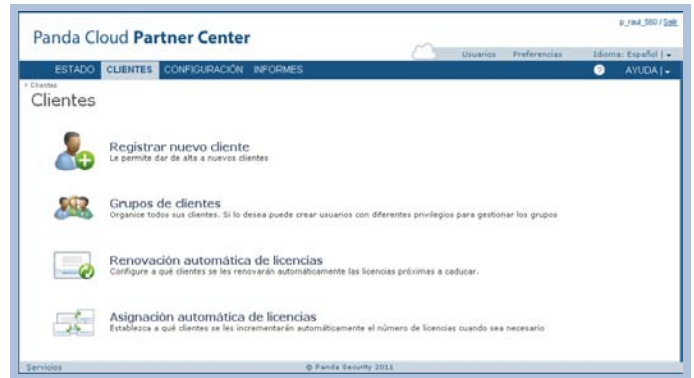 p_raul_560 / Salir
Panda Cloud Partner Center
Usuarios Preferencias Idioma: Español |
ESTADO CLIENTES CONFIGURACIÓN INFORMES ? AYUDA |
Clientes
Clientes
Registrar nuevo cliente
Le permite dar de alta a nuevos clientes
Grupos de clientes
Organice todos sus clientes. Si lo desea puede crear usuarios con diferentes privilegios para gestionar los grupos
Renovación automática de licencias
Configure a qué clientes se les renovarán automáticamente las licencias próximas a caducar.
Asignación automática de licencias
Establezca a qué clientes se les incrementarán automáticamente el número de licencias cuando sea necesario
Servicios © Panda Security 2011